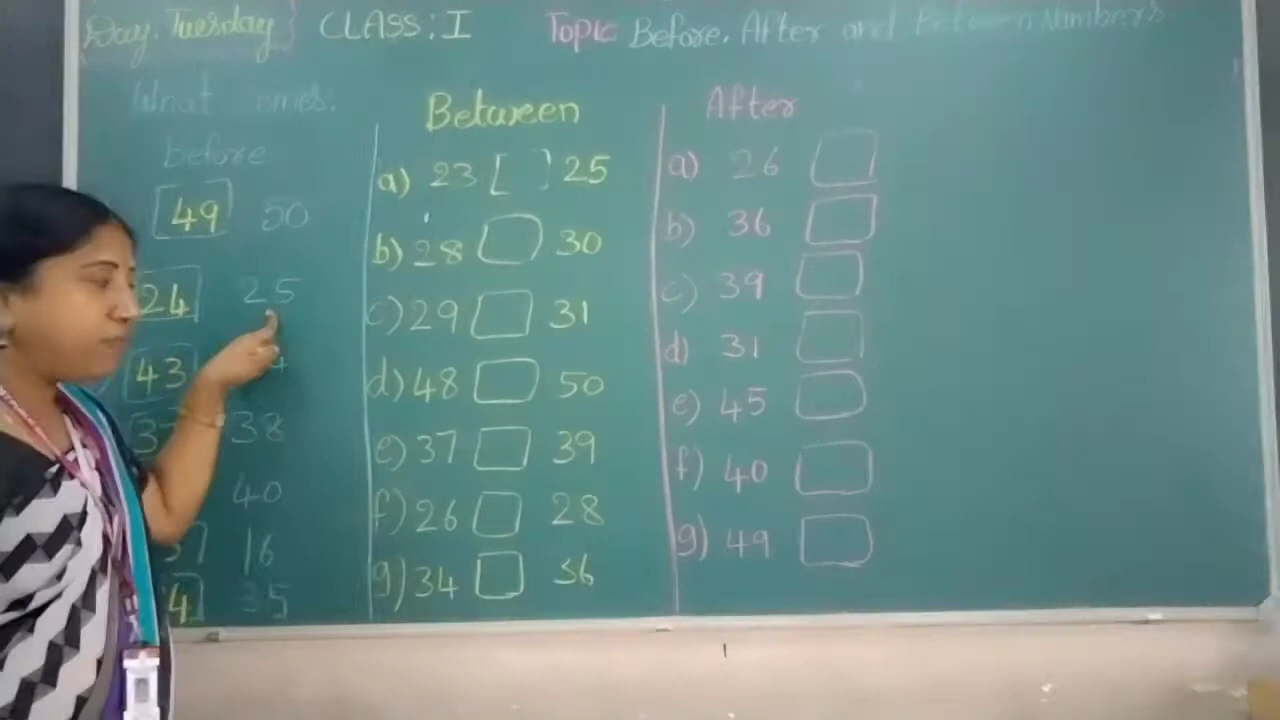 Day. Tuesday CLASS: I Topic Before, After and Between Numbers
What comes.
before
49 50
24 25
43
37 38
40
16
35
Between
a) 23 [ ] 25
b) 28 30
c) 29 31
d) 48 50
e) 37 39
f) 26 28
g) 34 36
After
a) 26
b) 36
c) 39
d) 31
e) 45
f) 40
g) 49